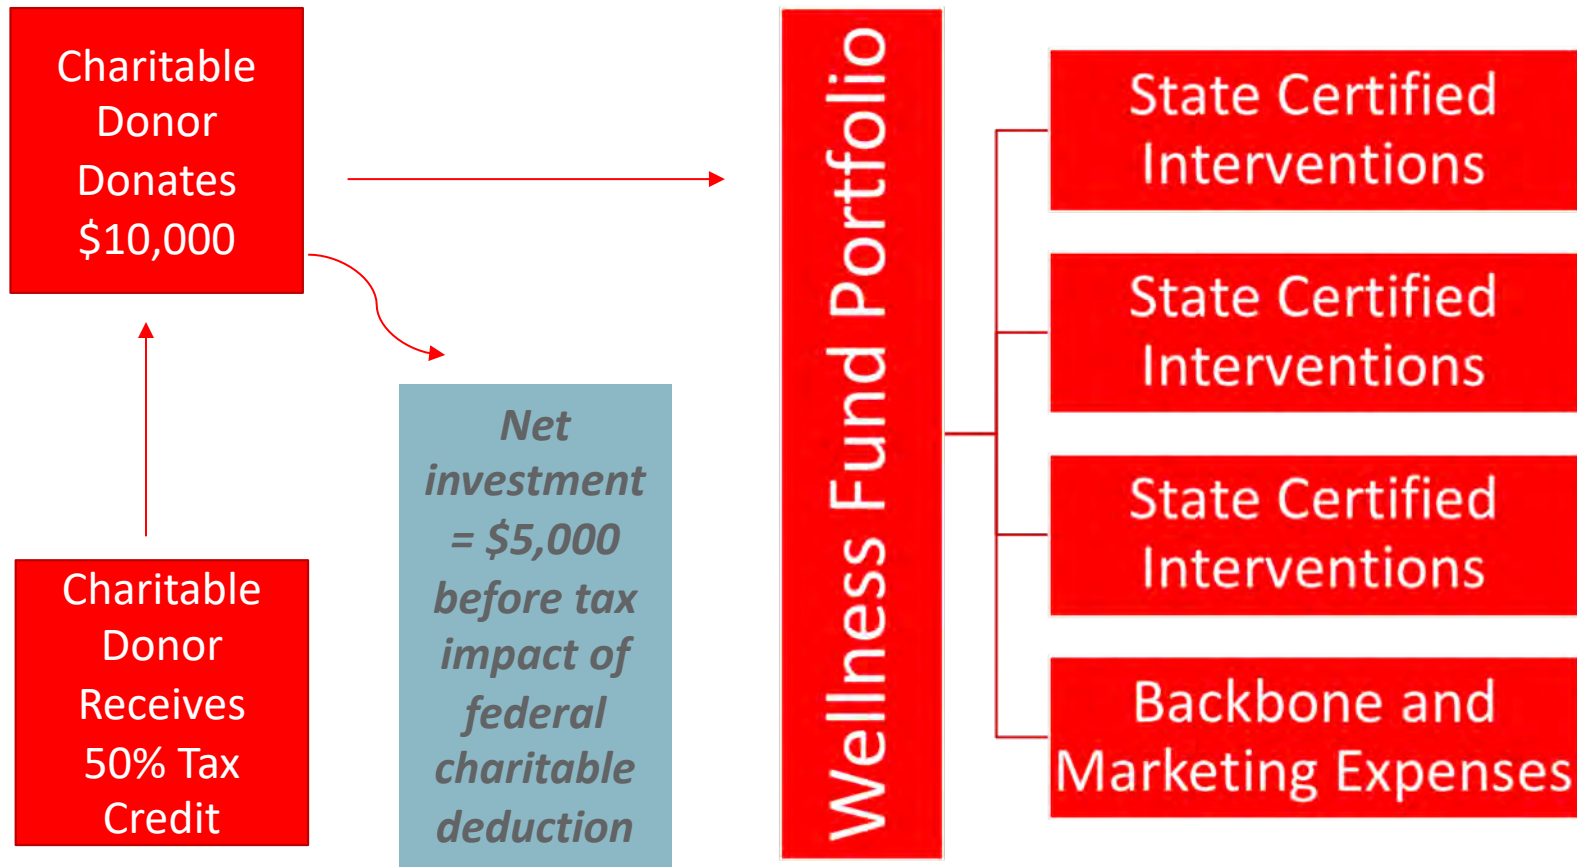 Charitable
Donor
Donates
$10,000
Charitable
Donor
Receives
50% Tax
Credit
Net
investment
= $5,000
before tax
impact of
federal
charitable
deduction
Wellness Fund Portfolio
State Certified
Interventions
State Certified
Interventions
State Certified
Interventions
Backbone and
Marketing Expenses